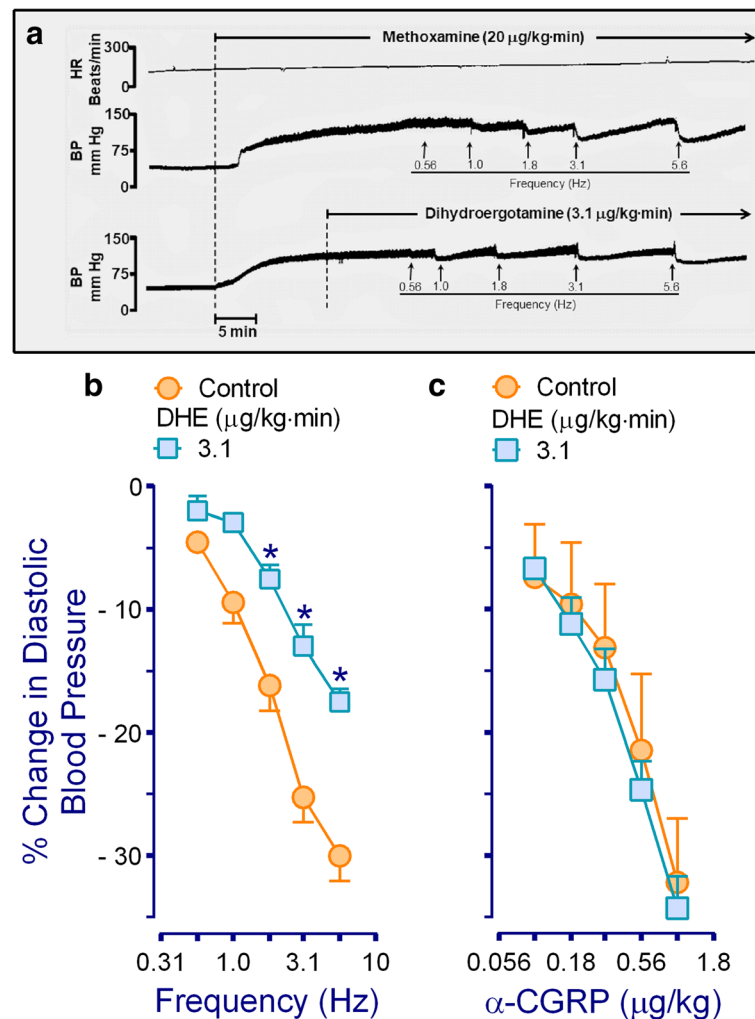 a
Methoxamine (20 µg/kg·min)
HR
Beats/min
300
150
0
BP
mm Hg
150
75
0
0.56
1.0
1.8
3.1
5.6
Frequency (Hz)
Dihydroergotamine (3.1 µg/kg·min)
BP
mm Hg
150
75
0
0.56
1.0
1.8
3.1
5.6
Frequency (Hz)
5 min
b
Control
DHE (µg/kg·min)
3.1
c
Control
DHE (µg/kg·min)
3.1
% Change in Diastolic
Blood Pressure
0
- 10
- 20
- 30
*
*
*
0.31
1.0
3.1
10
Frequency (Hz)
0.056
0.18
0.56
1.8
α-CGRP (µg/kg)